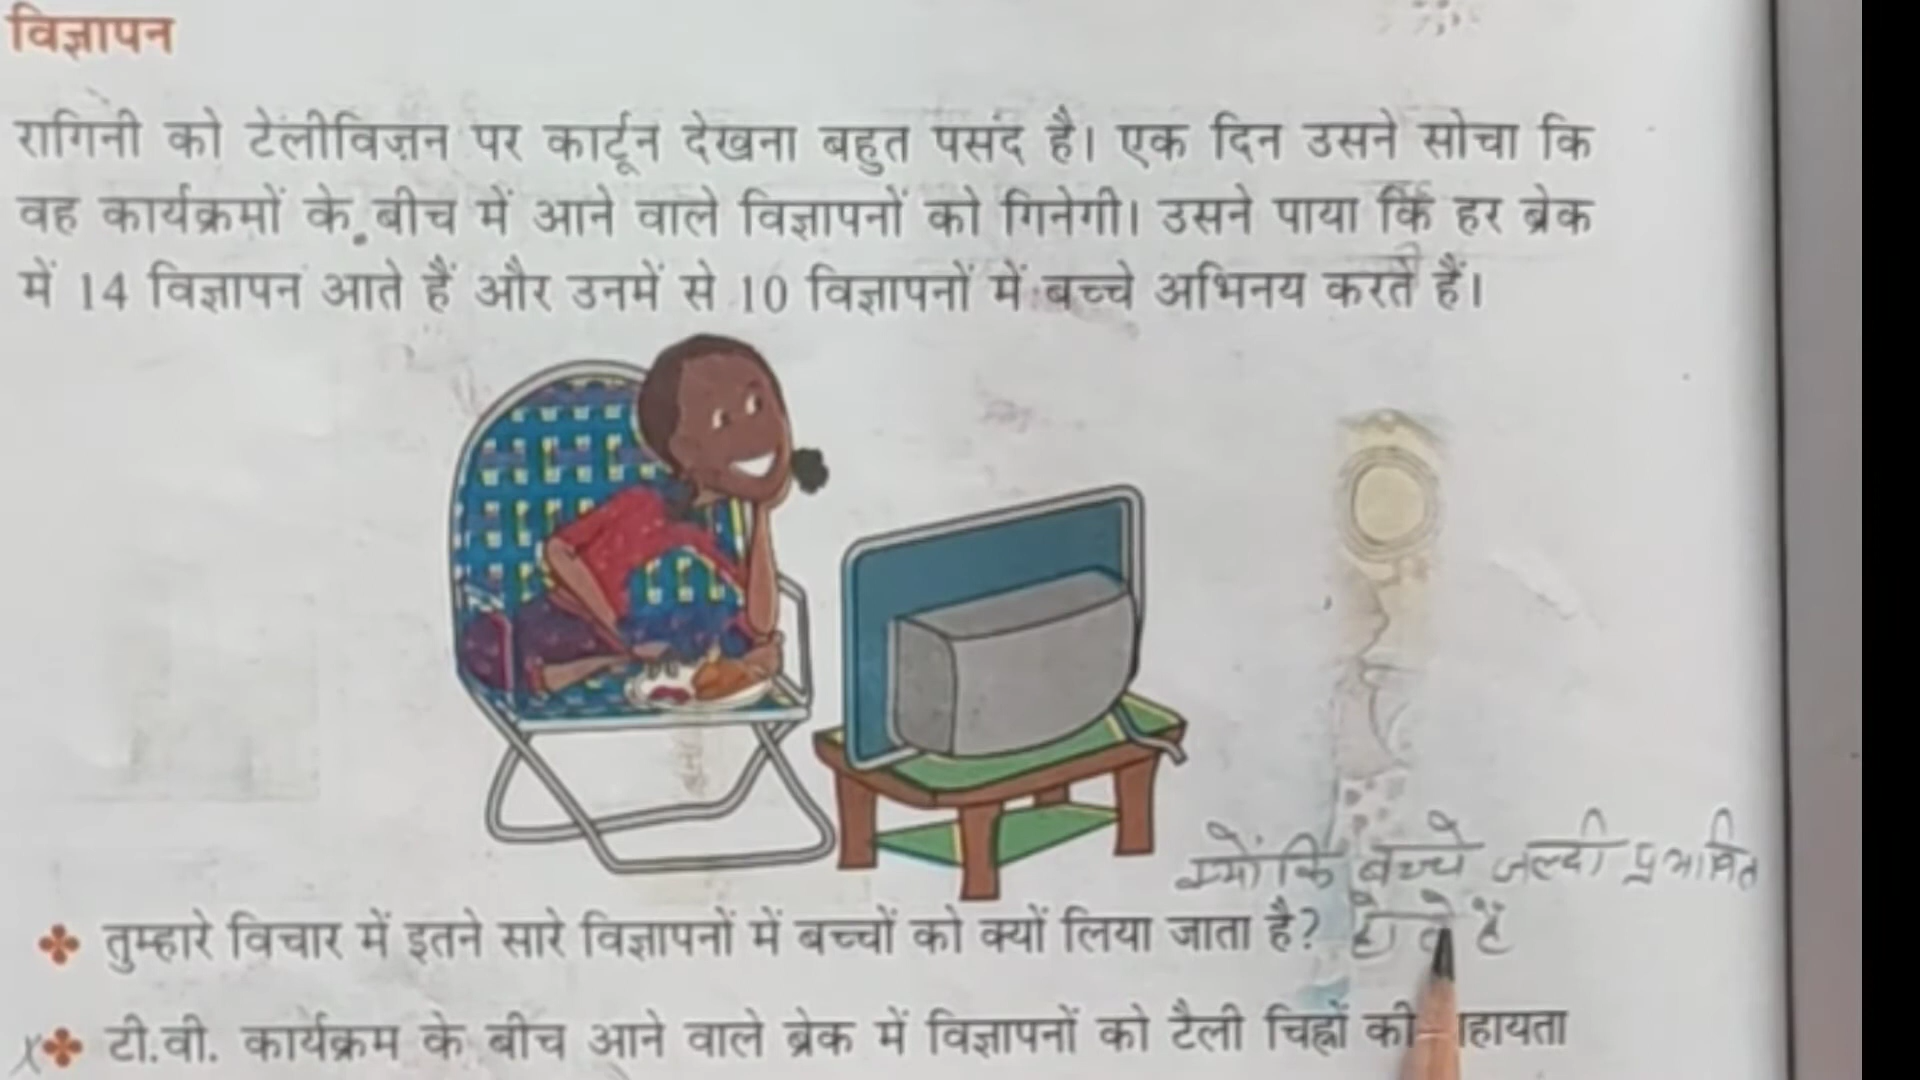 विज्ञापन
रागिनी को टेलीविज़न पर कार्टून देखना बहुत पसंद है। एक दिन उसने सोचा कि
वह कार्यक्रमों के बीच में आने वाले विज्ञापनों को गिनेगी। उसने पाया कि हर ब्रेक
में 14 विज्ञापन आते हैं और उनमें से 10 विज्ञापनों में बच्चे अभिनय करते हैं।
क्योंकि बच्चे जल्दी प्रभावित
तुम्हारे विचार में इतने सारे विज्ञापनों में बच्चों को क्यों लिया जाता है? होते हैं
टी.वी. कार्यक्रम के बीच आने वाले ब्रेक में विज्ञापनों को टैली चिह्नों की